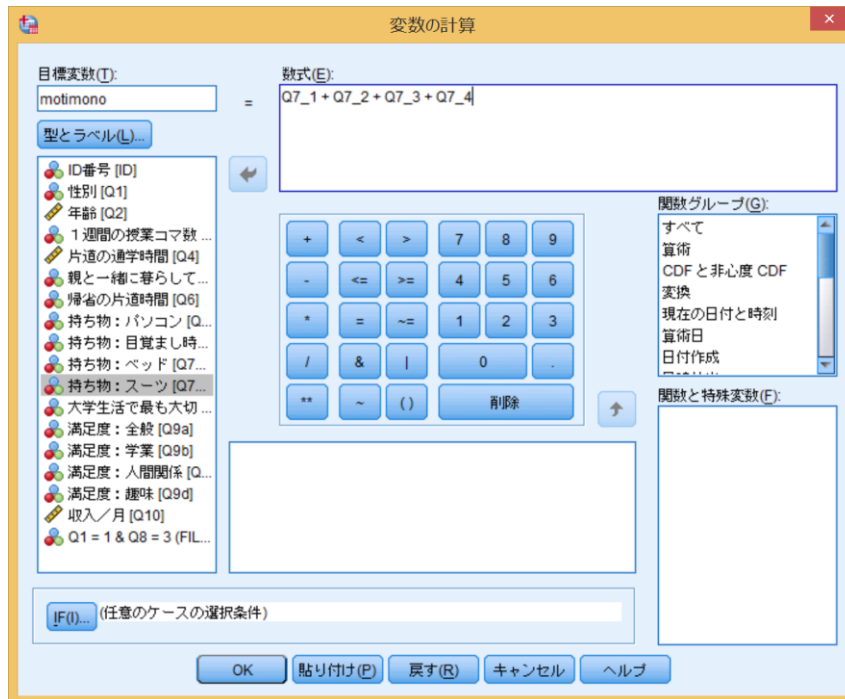 変数の計算
目標変数(T):
motimono
=
数式(E):
Q7_1 + Q7_2 + Q7_3 + Q7_4
型とラベル(L)...
ID番号 [ID]
性別 [Q1]
年齢 [Q2]
１週間の授業コマ数 ...
片道の通学時間 [Q4]
親と一緒に暮らして...
帰省の片道時間 [Q6]
持ち物：パソコン [Q...
持ち物：目覚まし時...
持ち物：ベッド [Q7...
持ち物：スーツ [Q7...
大学生活で最も大切 ...
満足度：全般 [Q9a]
満足度：学業 [Q9b]
満足度：人間関係 [Q...
満足度：趣味 [Q9d]
収入／月 [Q10]
Q1 = 1 & Q8 = 3 (FIL...
+ < > 7 8 9
- <= >= 4 5 6
* = ~= 1 2 3
/ & | 0 .
** ~ () 削除
関数グループ(G):
すべて
算術
CDF と非心度 CDF
変換
現在の日付と時刻
算術日
日付作成
関数と特殊変数(F):
IF(I)... (任意のケースの選択条件)
OK 貼り付け(P) 戻す(R) キャンセル ヘルプ